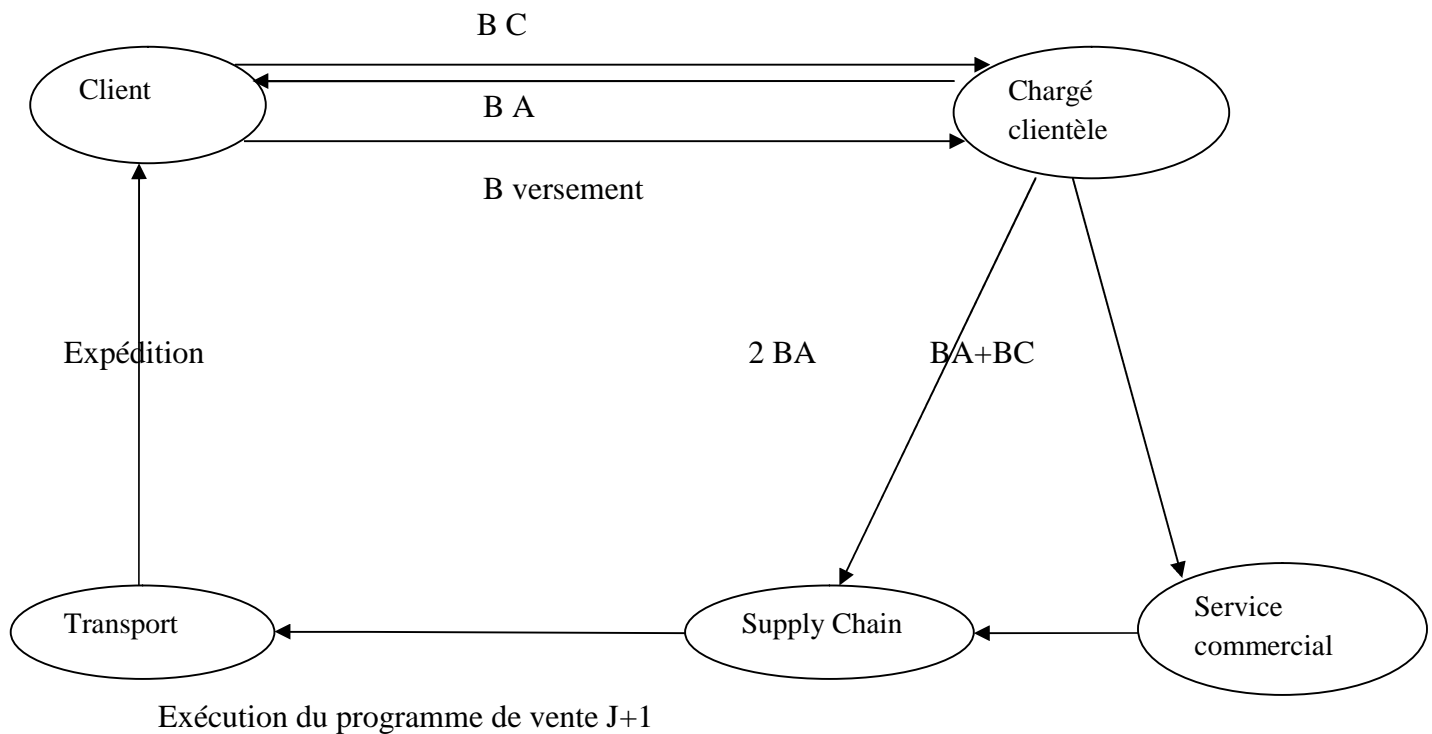 B C
Client
Chargé
clientèle
B A
B versement
Expédition
2 BA
BA+BC
Transport
Supply Chain
Service
commercial
Exécution du programme de vente J+1